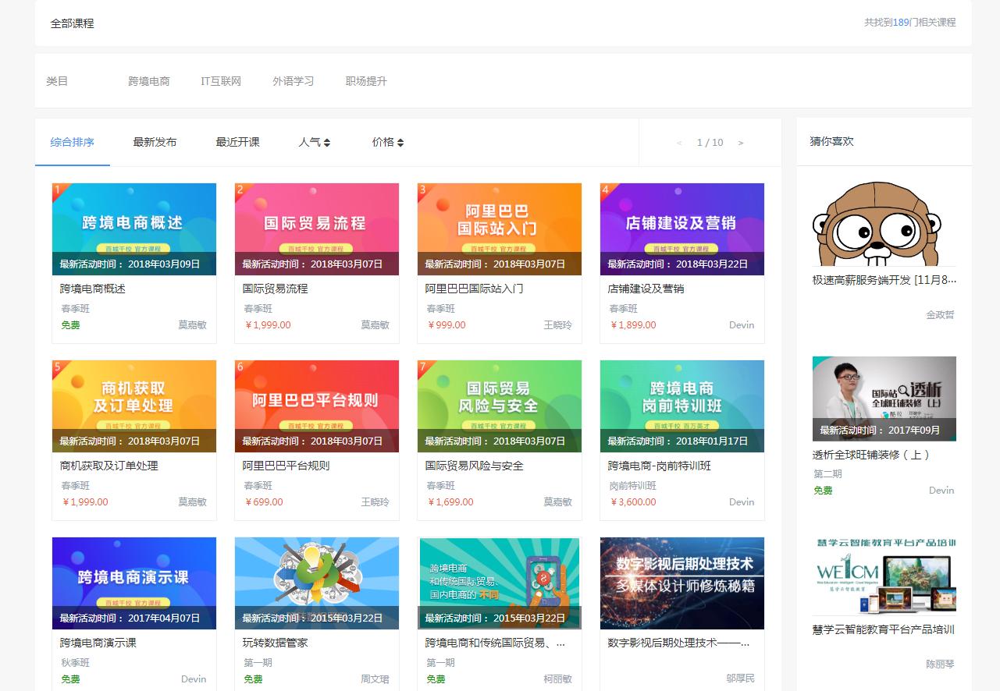 全部课程
共找到189门相关课程
类目 跨境电商 IT互联网 外语学习 职场提升
综合排序 最新发布 最近开课 人气 价格
< 1 / 10 >
猜你喜欢
1
跨境电商概述
百城千校 官方课程
最新活动时间： 2018年03月09日
跨境电商概述
春季班
免费 莫嘉敏
2
国际贸易流程
百城千校 官方课程
最新活动时间： 2018年03月07日
国际贸易流程
春季班
￥1,999.00 莫嘉敏
3
阿里巴巴
国际站入门
百城千校 官方课程
最新活动时间： 2018年03月07日
阿里巴巴国际站入门
春季班
￥999.00 王晓玲
4
店铺建设及营销
百城千校 官方课程
最新活动时间： 2018年03月22日
店铺建设及营销
春季班
￥1,899.00 Devin
5
商机获取
及订单处理
百城千校 官方课程
最新活动时间： 2018年03月07日
商机获取及订单处理
春季班
￥1,999.00 莫嘉敏
6
阿里巴巴平台规则
百城千校 官方课程
最新活动时间： 2018年03月07日
阿里巴巴平台规则
春季班
￥699.00 王晓玲
7
国际贸易
风险与安全
百城千校 官方课程
最新活动时间： 2018年03月07日
国际贸易风险与安全
春季班
￥1,699.00 莫嘉敏
跨境电商
岗前特训班
百城千校 百万英才
最新活动时间： 2018年01月17日
跨境电商-岗前特训班
岗前特训班
￥3,600.00 Devin
跨境电商演示课
百城千校 官方课程
最新活动时间： 2017年04月07日
跨境电商演示课
秋季班
免费 Devin
最新活动时间： 2015年03月22日
玩转数据管家
第一期
免费 周文珺
跨境电商
和传统国际贸易、
国内电商的 不同
最新活动时间： 2015年03月22日
跨境电商和传统国际贸易、...
第一期
免费 柯丽敏
数字影视后期处理技术
多媒体设计师修炼秘籍
数字影视后期处理技术——...
邬厚民
极速高薪服务端开发 [11月8...
金政哲
国际站 透析
全球旺铺装修（上）
酷校
最新活动时间： 2017年09月
透析全球旺铺装修（上）
第二期
免费 Devin
慧学云智能教育平台产品培训
WE1CM
慧学云智能教育
慧学云智能教育平台产品培训
陈丽琴